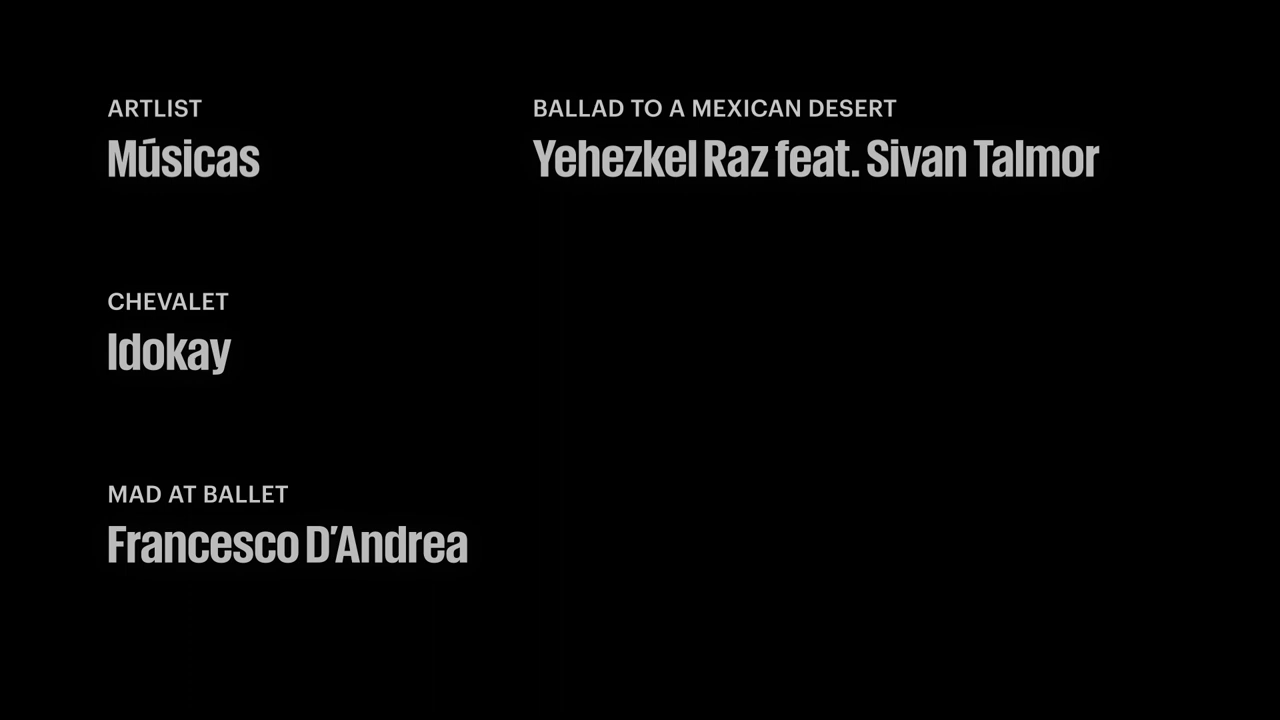 ARTLIST
Músicas
CHEVALET
Idokay
MAD AT BALLET
Francesco D'Andrea
BALLAD TO A MEXICAN DESERT
Yehezkel Raz feat. Sivan Talmor